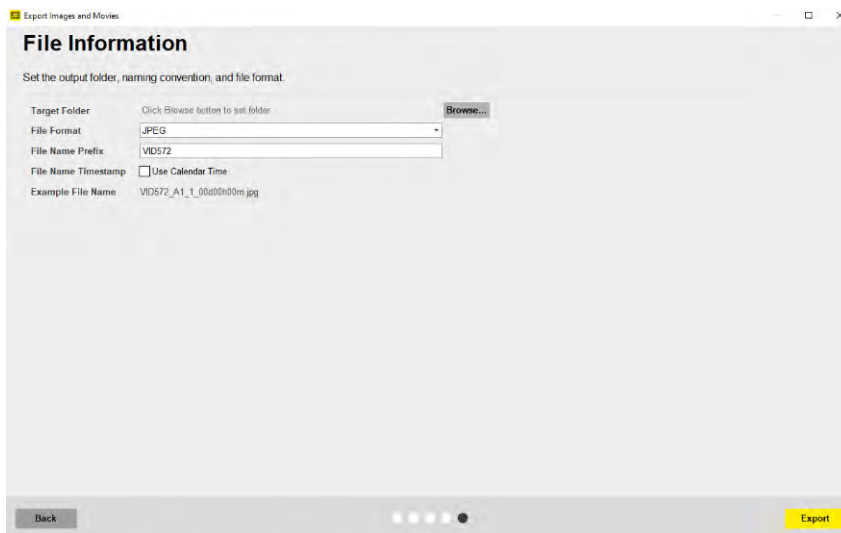 Export Images and Movies
File Information
Set the output folder, naming convention, and file format.
Target Folder Click Browse button to set folder Browse...
File Format JPEG
File Name Prefix VID572
File Name Timestamp Use Calendar Time
Example File Name VID572_A1_1_00d00h00m.jpg
Back Export